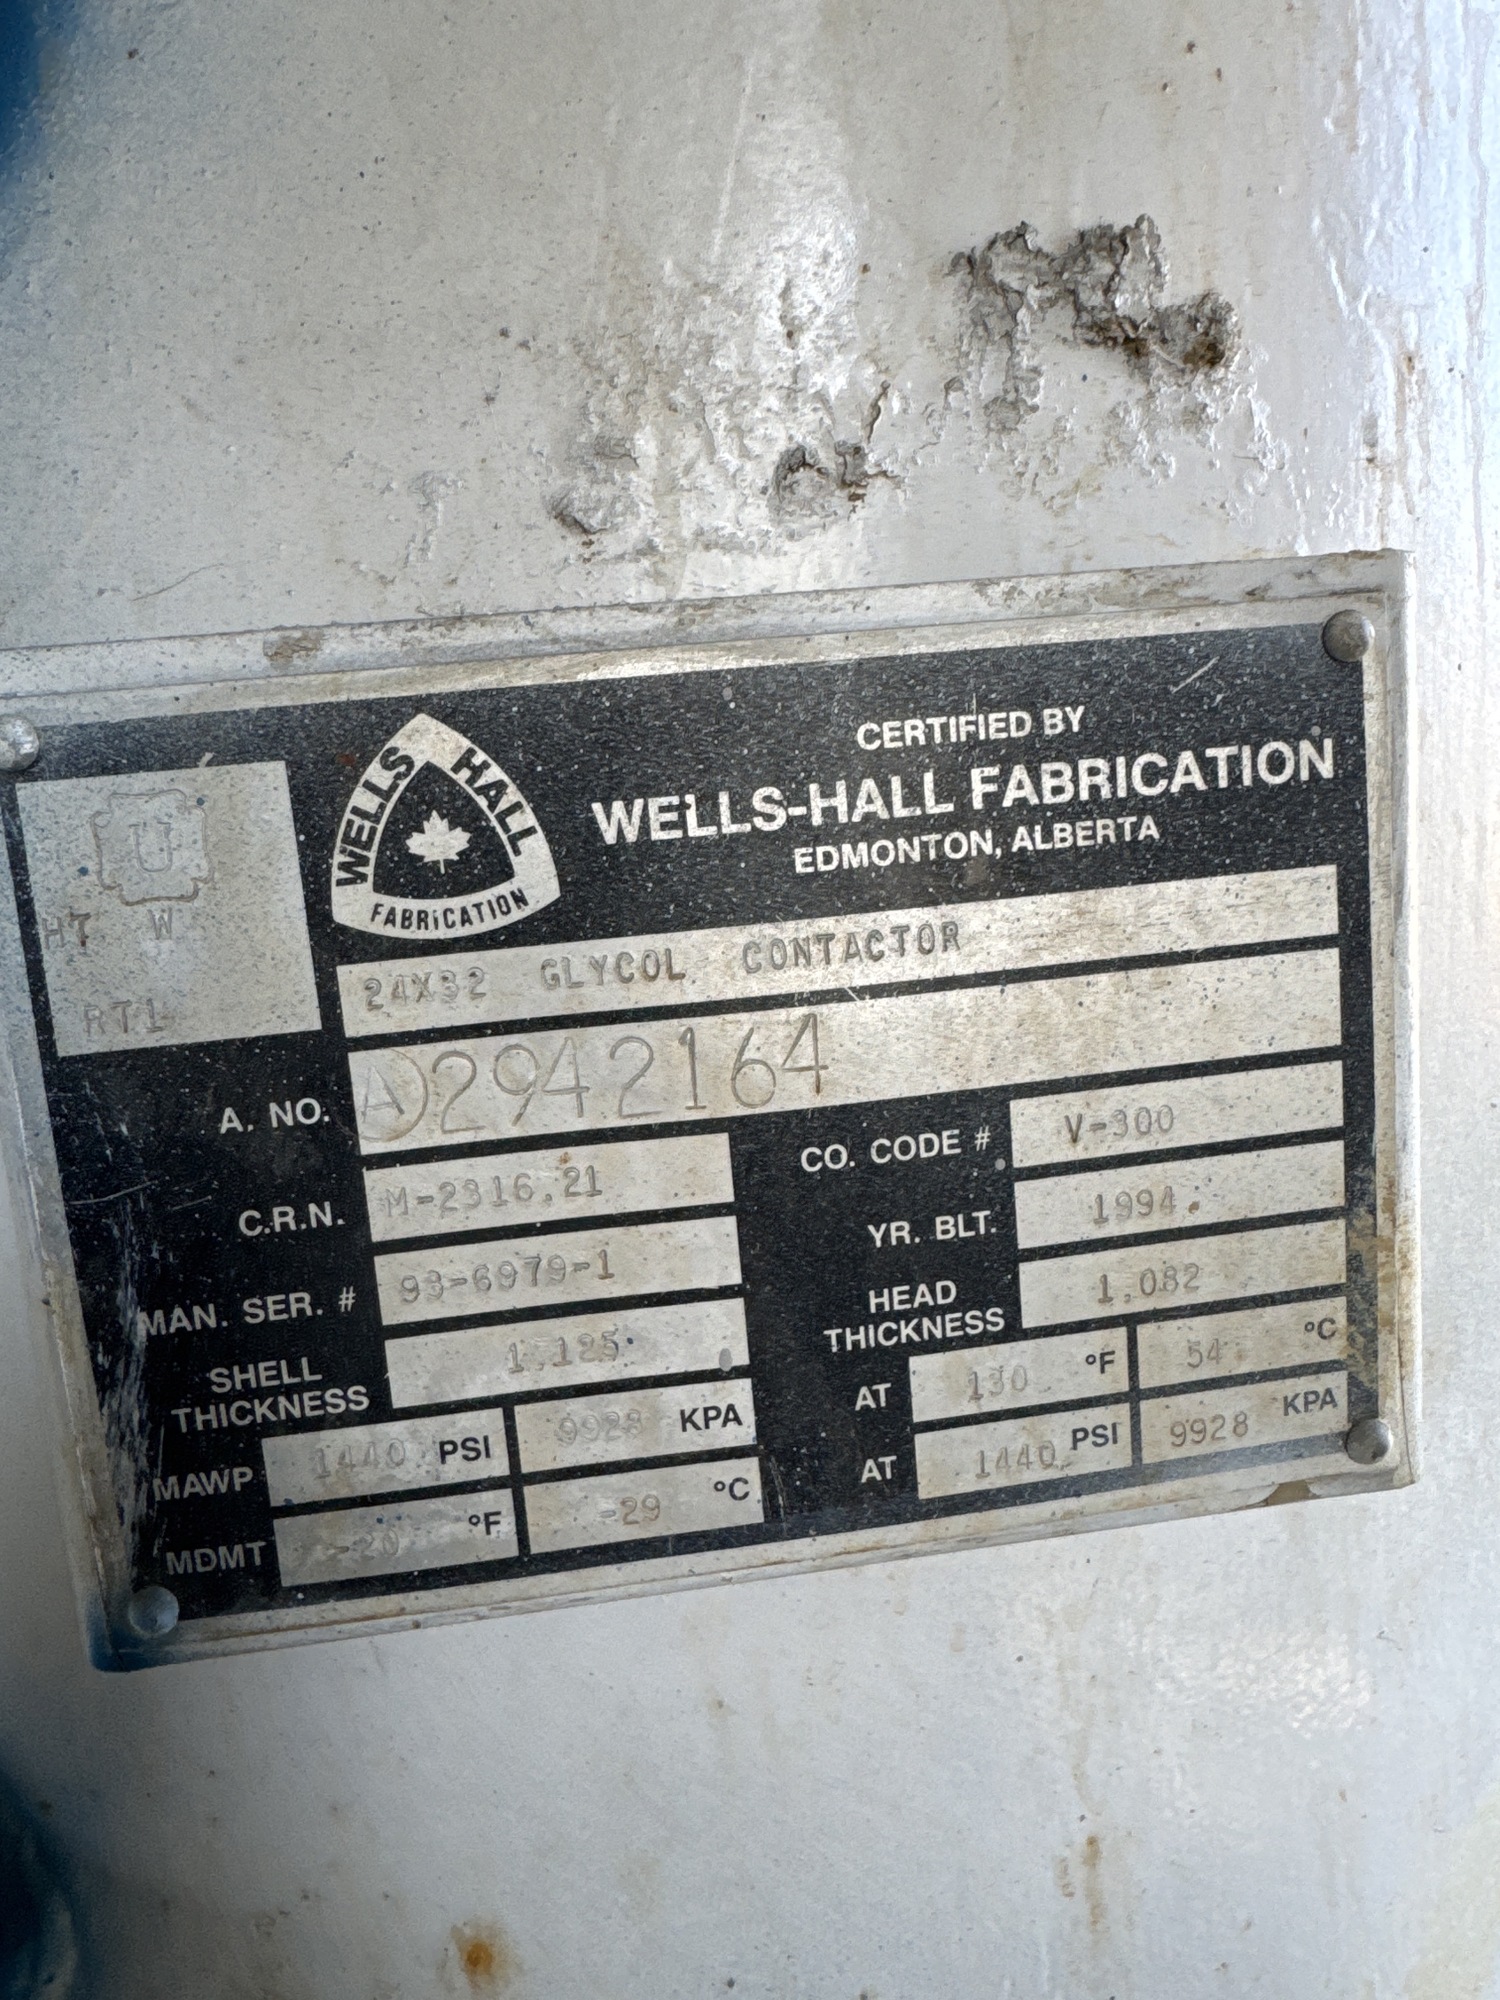 CERTIFIED BY
WELLS-HALL FABRICATION
EDMONTON, ALBERTA
WELLS HALL
FABRICATION
U
HT W
RT1
24X32 GLYCOL CONTACTOR
A. NO. A 2942164
C.R.N. M-2316.21
CO. CODE # V-300
MAN. SER. # 93-6979-1
YR. BLT. 1994.
SHELL THICKNESS 1.125
HEAD THICKNESS 1.082
MAWP 1440 PSI 9928 KPA
AT 130 °F 54 °C
MDMT -20 °F -29 °C
AT 1440 PSI 9928 KPA